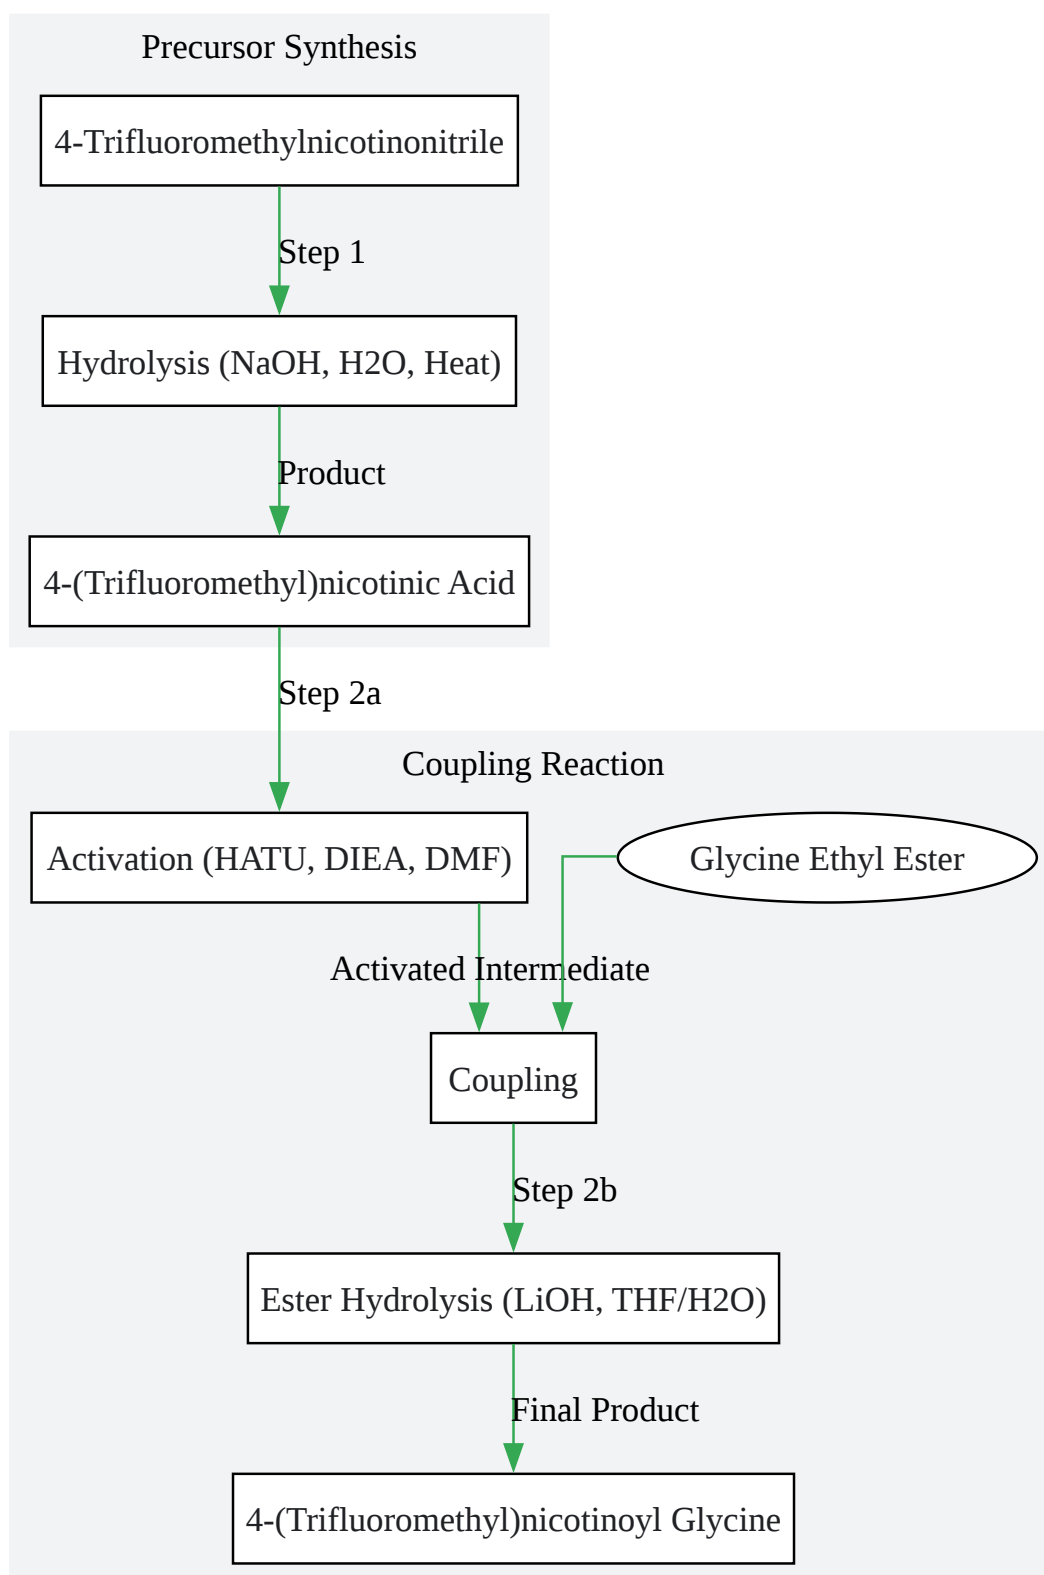 Precursor Synthesis
4-Trifluoromethylnicotinonitrile
Step 1
Hydrolysis (NaOH, H2O, Heat)
Product
4-(Trifluoromethyl)nicotinic Acid
Step 2a
Coupling Reaction
Activation (HATU, DIEA, DMF)
Glycine Ethyl Ester
Activated Intermediate
Coupling
Step 2b
Ester Hydrolysis (LiOH, THF/H2O)
Final Product
4-(Trifluoromethyl)nicotinoyl Glycine